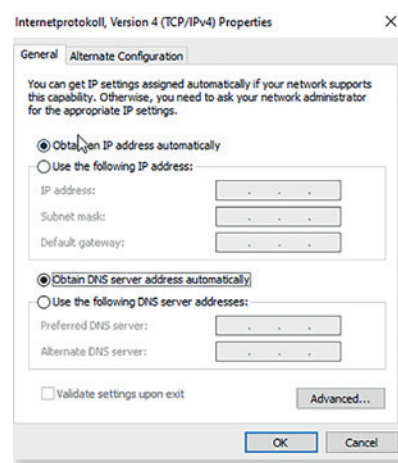 Internetprotokoll, Version 4 (TCP/IPv4) Properties
General Alternate Configuration
You can get IP settings assigned automatically if your network supports
this capability. Otherwise, you need to ask your network administrator
for the appropriate IP settings.
Obtain an IP address automatically
Use the following IP address:
IP address:
Subnet mask:
Default gateway:
Obtain DNS server address automatically
Use the following DNS server addresses:
Preferred DNS server:
Alternate DNS server:
Validate settings upon exit
Advanced...
OK Cancel